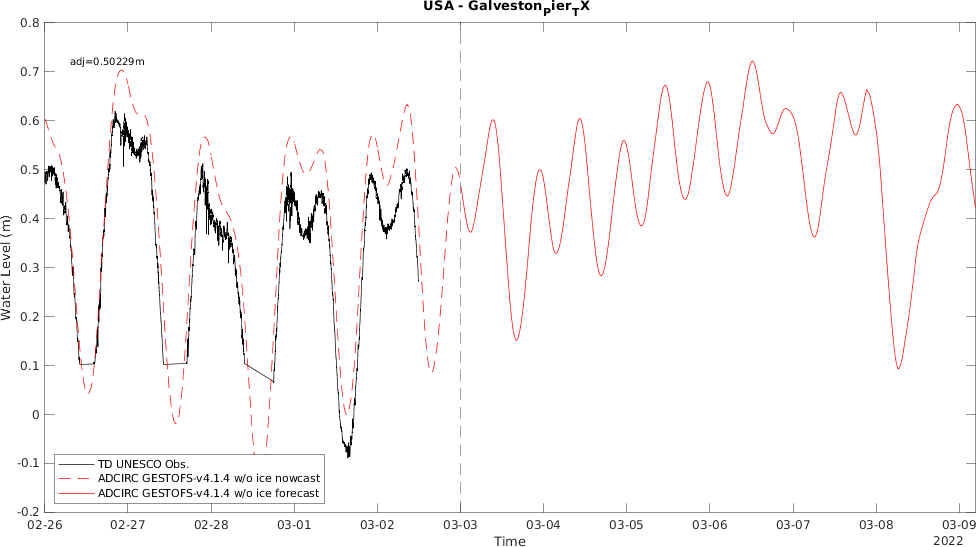 USA - GalvestonPierTX
adj=0.50229m
0.8
0.7
0.6
0.5
0.4
0.3
0.2
0.1
0
-0.1
-0.2
Water Level (m)
TD UNESCO Obs.
ADCIRC GESTOFS-v4.1.4 w/o ice nowcast
ADCIRC GESTOFS-v4.1.4 w/o ice forecast
02-26 02-27 02-28 03-01 03-02 03-03 03-04 03-05 03-06 03-07 03-08 03-09
Time
2022